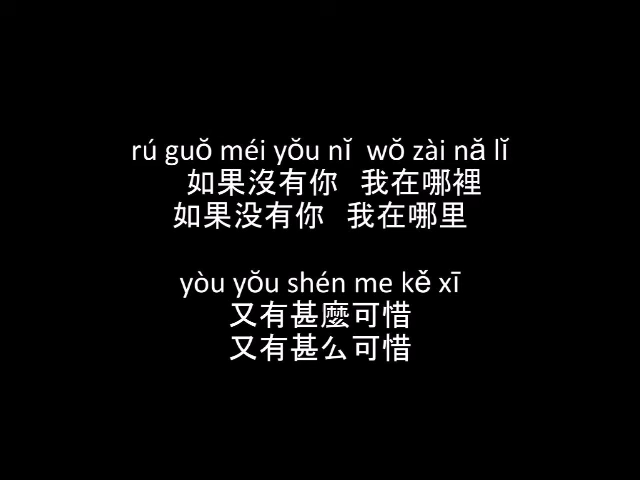 rú guǒ méi yǒu nǐ wǒ zài nǎ lǐ
如果沒有你 我在哪裡
如果没有你 我在哪里
yòu yǒu shén me kě xī
又有甚麼可惜
又有甚么可惜